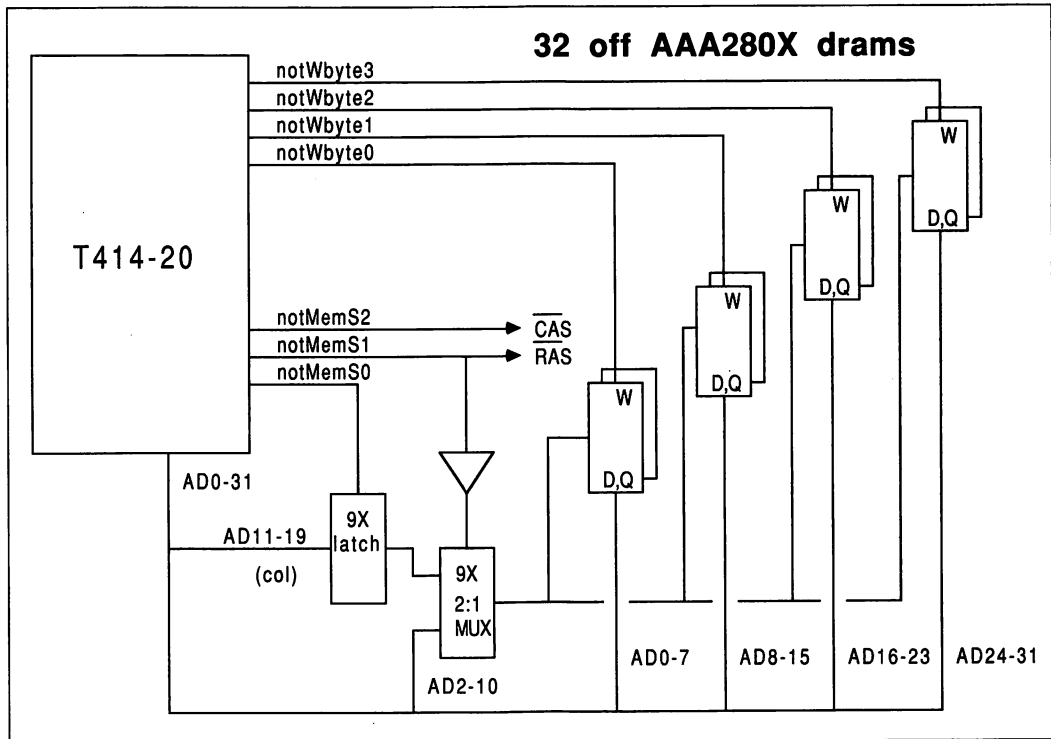 32 off AAA280X drams
notWbyte3
notWbyte2
notWbyte1
notWbyte0
W
W
D,Q
T414-20
W
D,Q
notMemS2
CAS
notMemS1
RAS
notMemS0
W
D,Q
D,Q
AD0-31
9X
latch
AD11-19
(col)
9X
2:1
MUX
AD2-10
AD0-7
AD8-15
AD16-23
AD24-31